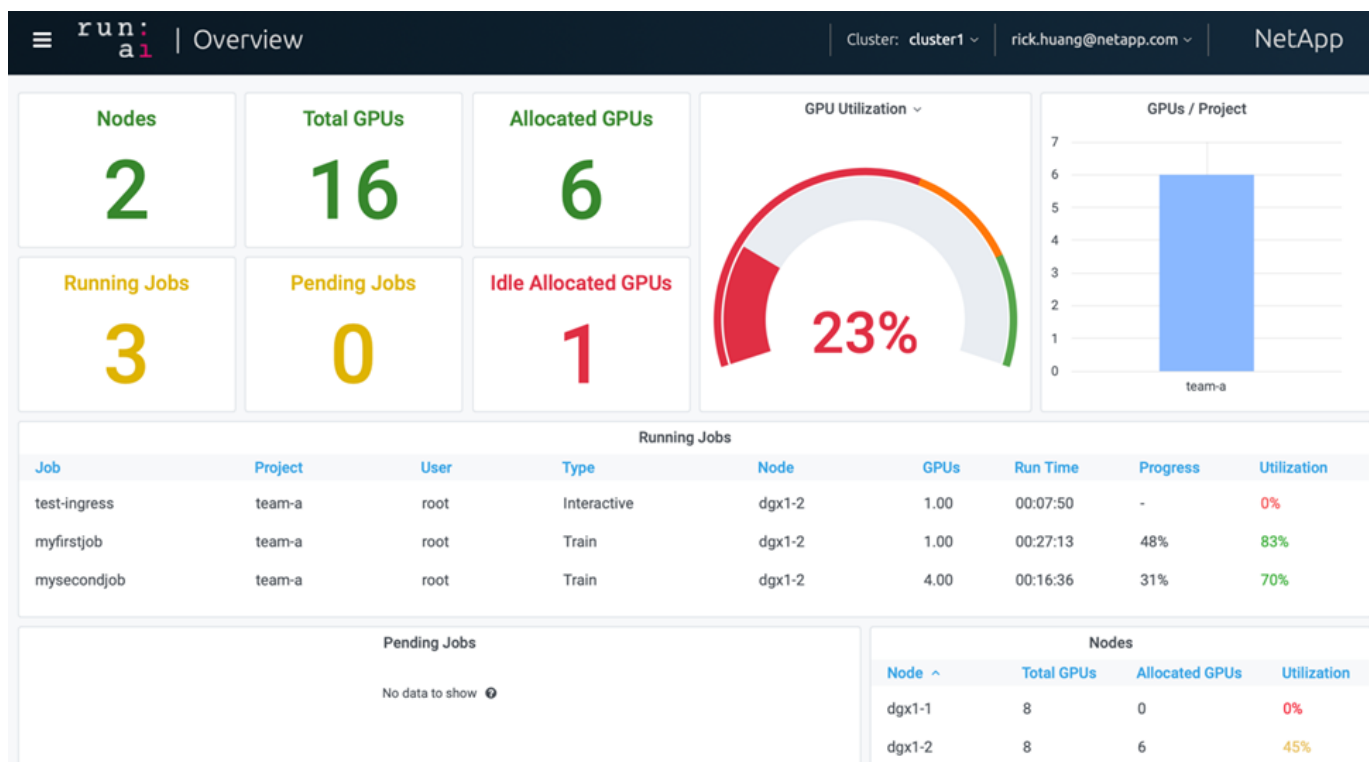 run: ai | Overview Cluster: cluster1 rick.huang@netapp.com NetApp
Nodes Total GPUs Allocated GPUs GPU Utilization GPUs / Project
2 16 6
Running Jobs Pending Jobs Idle Allocated GPUs
3 0 1
23%
7
6
5
4
3
2
1
0
team-a
Running Jobs
Job Project User Type Node GPUs Run Time Progress Utilization
test-ingress team-a root Interactive dgx1-2 1.00 00:07:50 - 0%
myfirstjob team-a root Train dgx1-2 1.00 00:27:13 48% 83%
mysecondjob team-a root Train dgx1-2 4.00 00:16:36 31% 70%
Pending Jobs
No data to show
Nodes
Node Total GPUs Allocated GPUs Utilization
dgx1-1 8 0 0%
dgx1-2 8 6 45%